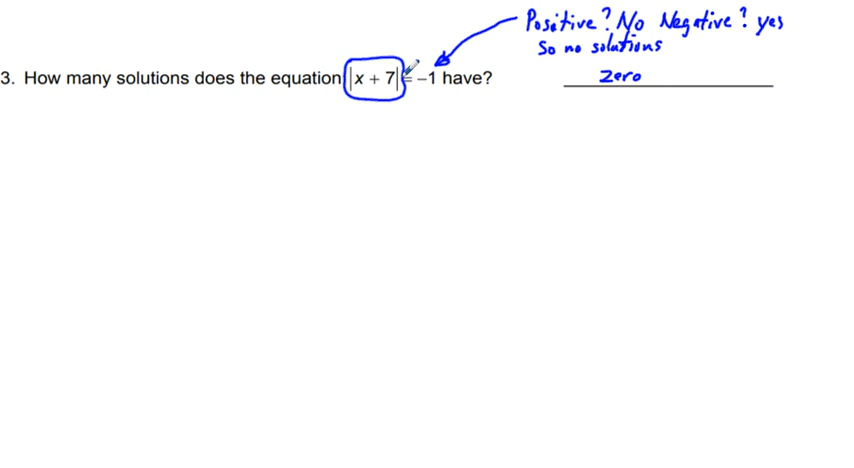 Positive? No Negative? yes
So no solutions
3. How many solutions does the equation |x + 7| = –1 have? zero